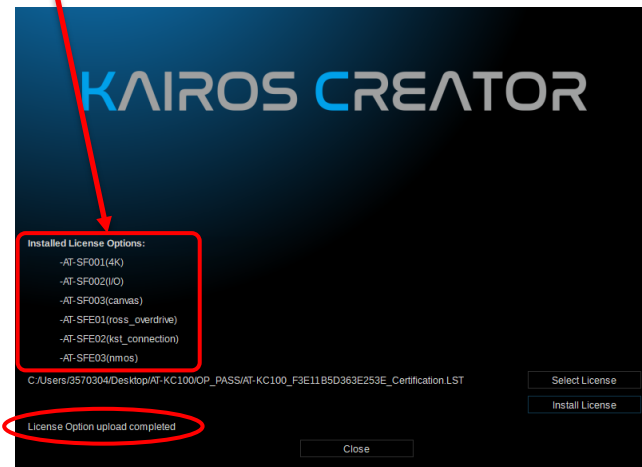 KAIROS CREATOR
Installed License Options:
-AT-SF001(4K)
-AT-SF002(I/O)
-AT-SF003(canvas)
-AT-SFE01(ross_overdrive)
-AT-SFE02(kst_connection)
-AT-SFE03(nmos)
C:/Users/3570304/Desktop/AT-KC100/OP_PASS/AT-KC100_F3E11B5D363E253E_Certification.LST
Select License
Install License
License Option upload completed
Close